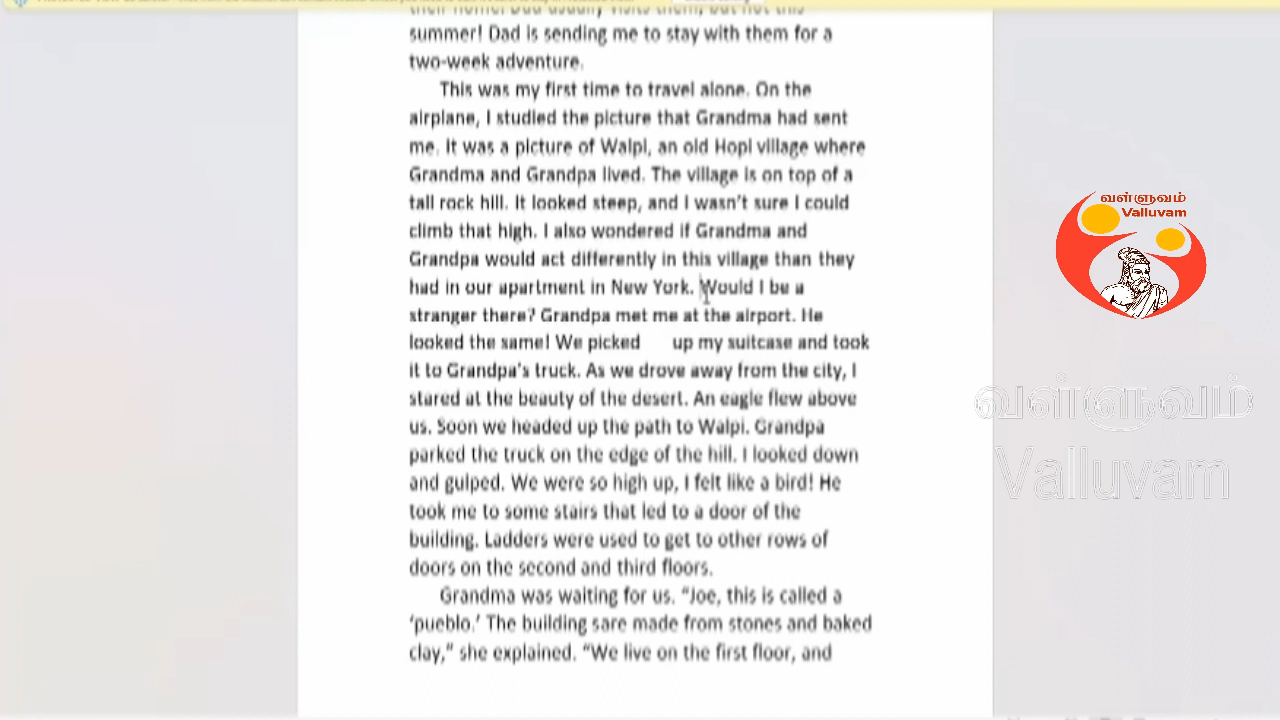 their home. Dad usually visits them, but not this
summer! Dad is sending me to stay with them for a
two-week adventure.
This was my first time to travel alone. On the
airplane, I studied the picture that Grandma had sent
me. It was a picture of Walpi, an old Hopi village where
Grandma and Grandpa lived. The village is on top of a
tall rock hill. It looked steep, and I wasn't sure I could
climb that high. I also wondered if Grandma and
Grandpa would act differently in this village than they
had in our apartment in New York. Would I be a
stranger there? Grandpa met me at the airport. He
looked the same! We picked up my suitcase and took
it to Grandpa's truck. As we drove away from the city, I
stared at the beauty of the desert. An eagle flew above
us. Soon we headed up the path to Walpi. Grandpa
parked the truck on the edge of the hill. I looked down
and gulped. We were so high up, I felt like a bird! He
took me to some stairs that led to a door of the
building. Ladders were used to get to other rows of
doors on the second and third floors.
Grandma was waiting for us. “Joe, this is called a
‘pueblo.’ The building sare made from stones and baked
clay,” she explained. “We live on the first floor, and
வள்ளுவம்
Valluvam
வள்ளுவம்
Valluvam